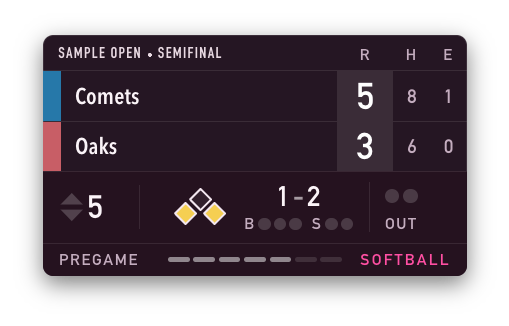 SAMPLE OPEN • SEMIFINAL R H E
Comets 5 8 1
Oaks 3 6 0
5 1-2
B S OUT
PREGAME SOFTBALL